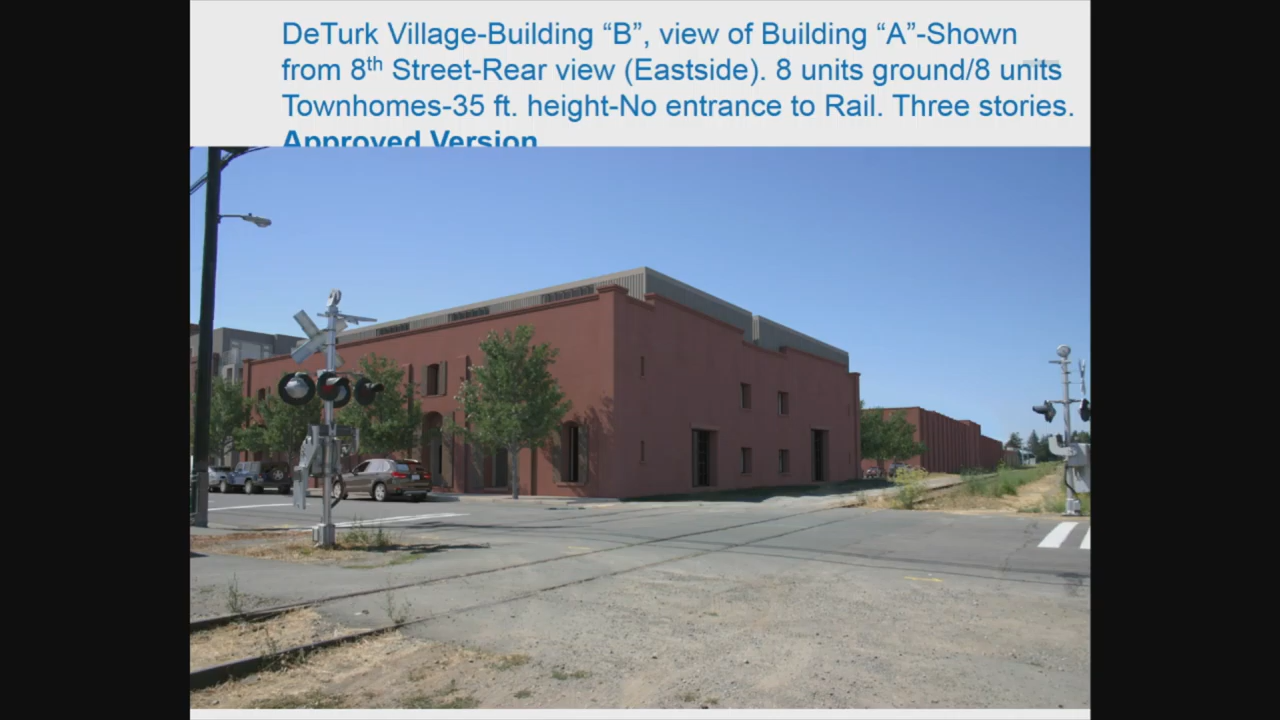 DeTurk Village-Building “B”, view of Building “A”-Shown
from 8th Street-Rear view (Eastside). 8 units ground/8 units
Townhomes-35 ft. height-No entrance to Rail. Three stories.
Approved Version